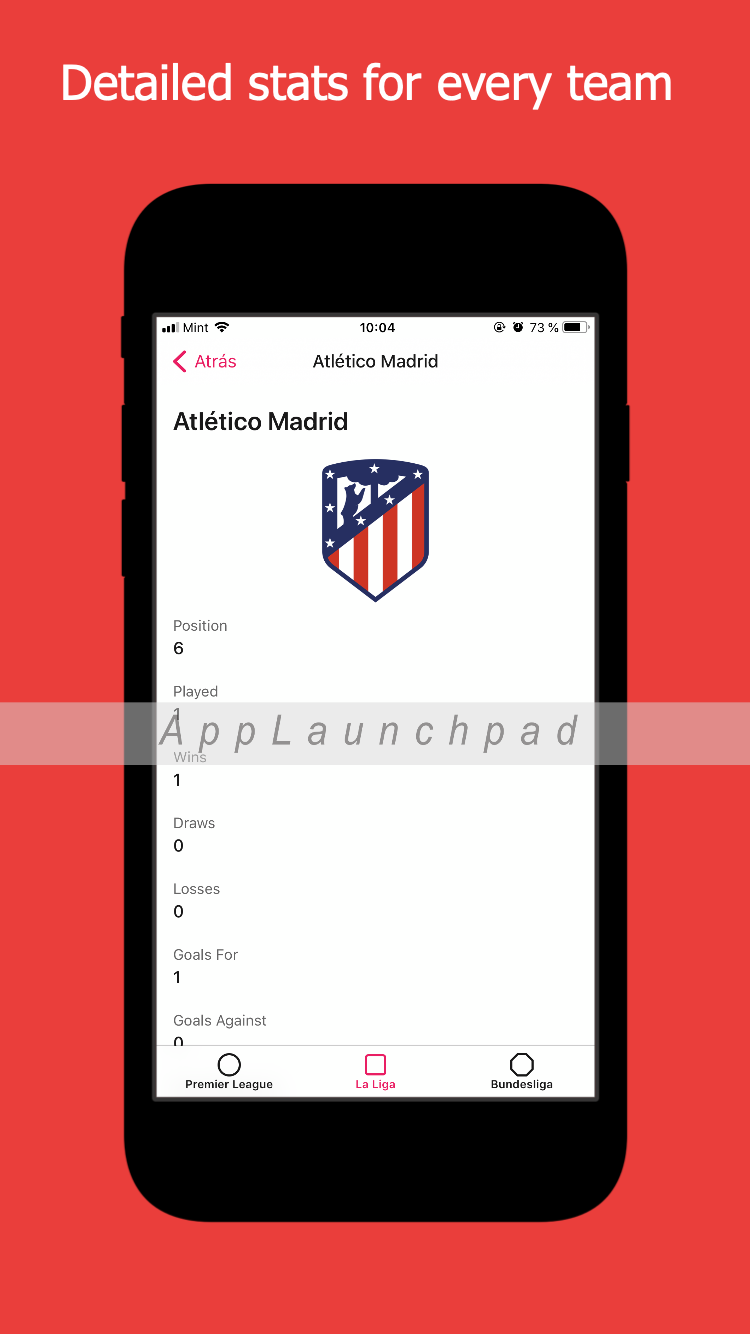 Detailed stats for every team
Mint 10:04 73 %
Atrás Atlético Madrid
Atlético Madrid
Position
6
Played
1
AppLaunchpad
Wins
1
Draws
0
Losses
0
Goals For
1
Goals Against
0
Premier League La Liga Bundesliga